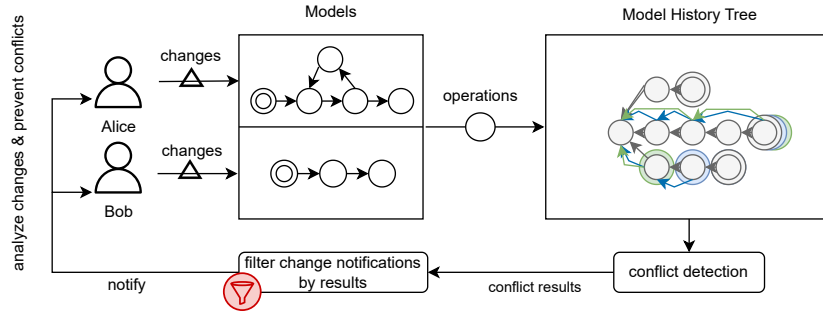 Models
Model History Tree
analyze changes & prevent conflicts
changes
Alice
operations
changes
Bob
filter change notifications
by results
conflict detection
notify
conflict results